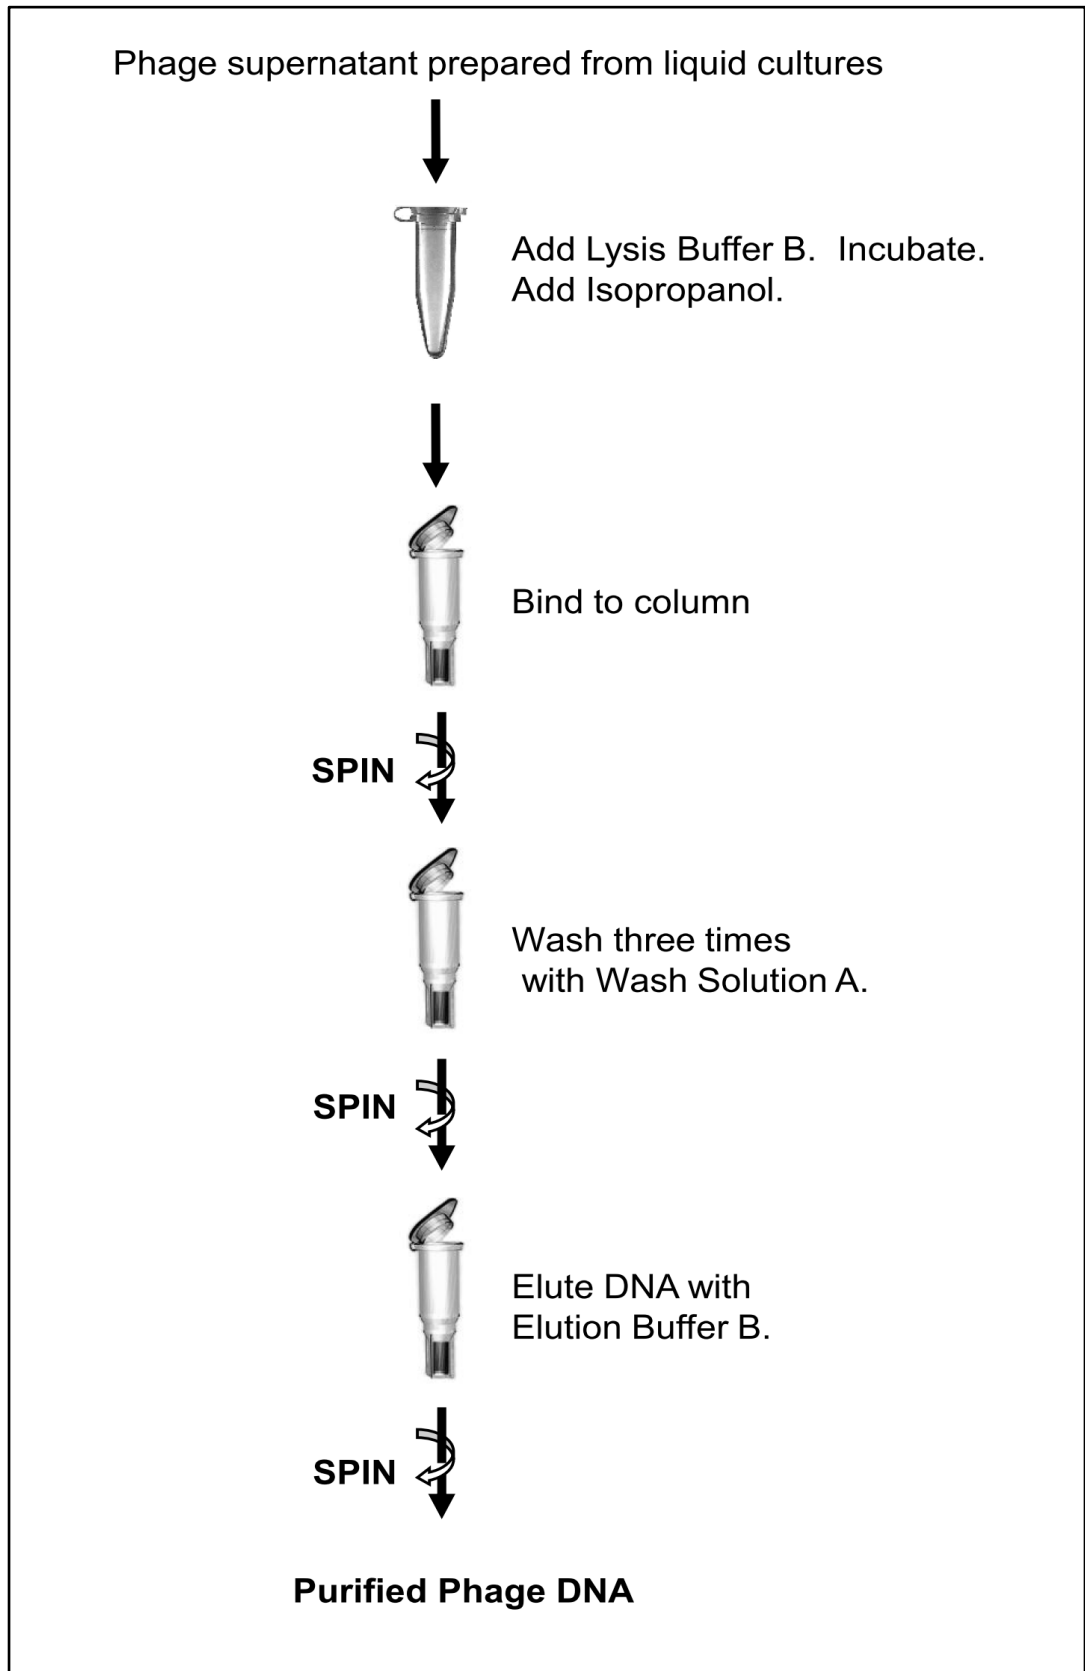 Phage supernatant prepared from liquid cultures
Add Lysis Buffer B.  Incubate.
Add Isopropanol.
Bind to column
SPIN
Wash three times
with Wash Solution A.
SPIN
Elute DNA with
Elution Buffer B.
SPIN
Purified Phage DNA